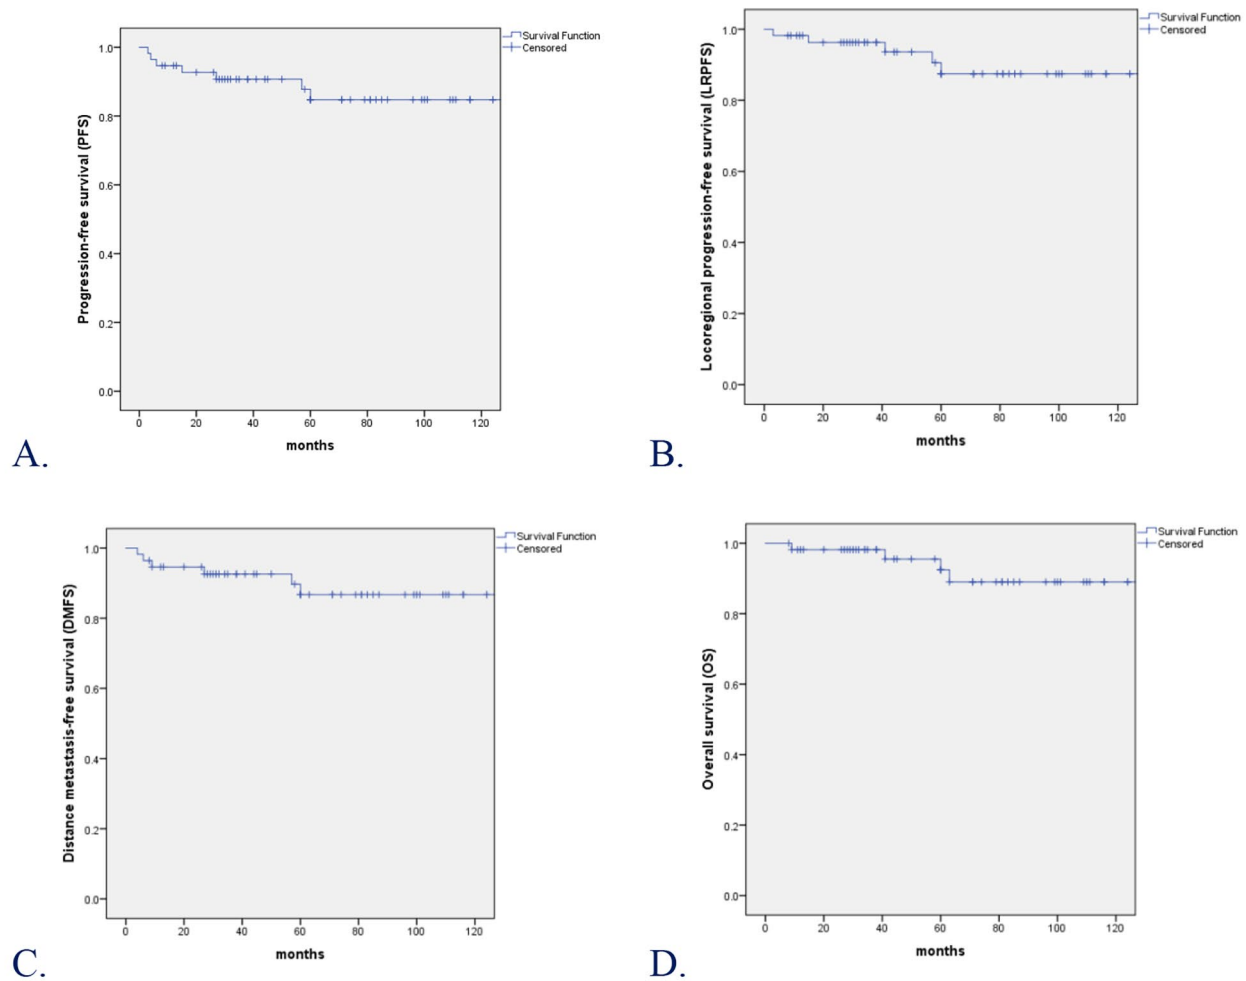 Survival Function
Censored
1.0
0.8
0.6
0.4
0.2
0.0
Progression-free survival (PFS)
0 20 40 60 80 100 120
months
A.
Survival Function
Censored
1.0
0.8
0.6
0.4
0.2
0.0
Locoregional progression-free survival (LRPFS)
0 20 40 60 80 100 120
months
B.
Survival Function
Censored
1.0
0.8
0.6
0.4
0.2
0.0
Distance metastasis-free survival (DMFS)
0 20 40 60 80 100 120
months
C.
Survival Function
Censored
1.0
0.8
0.6
0.4
0.2
0.0
Overall survival (OS)
0 20 40 60 80 100 120
months
D.